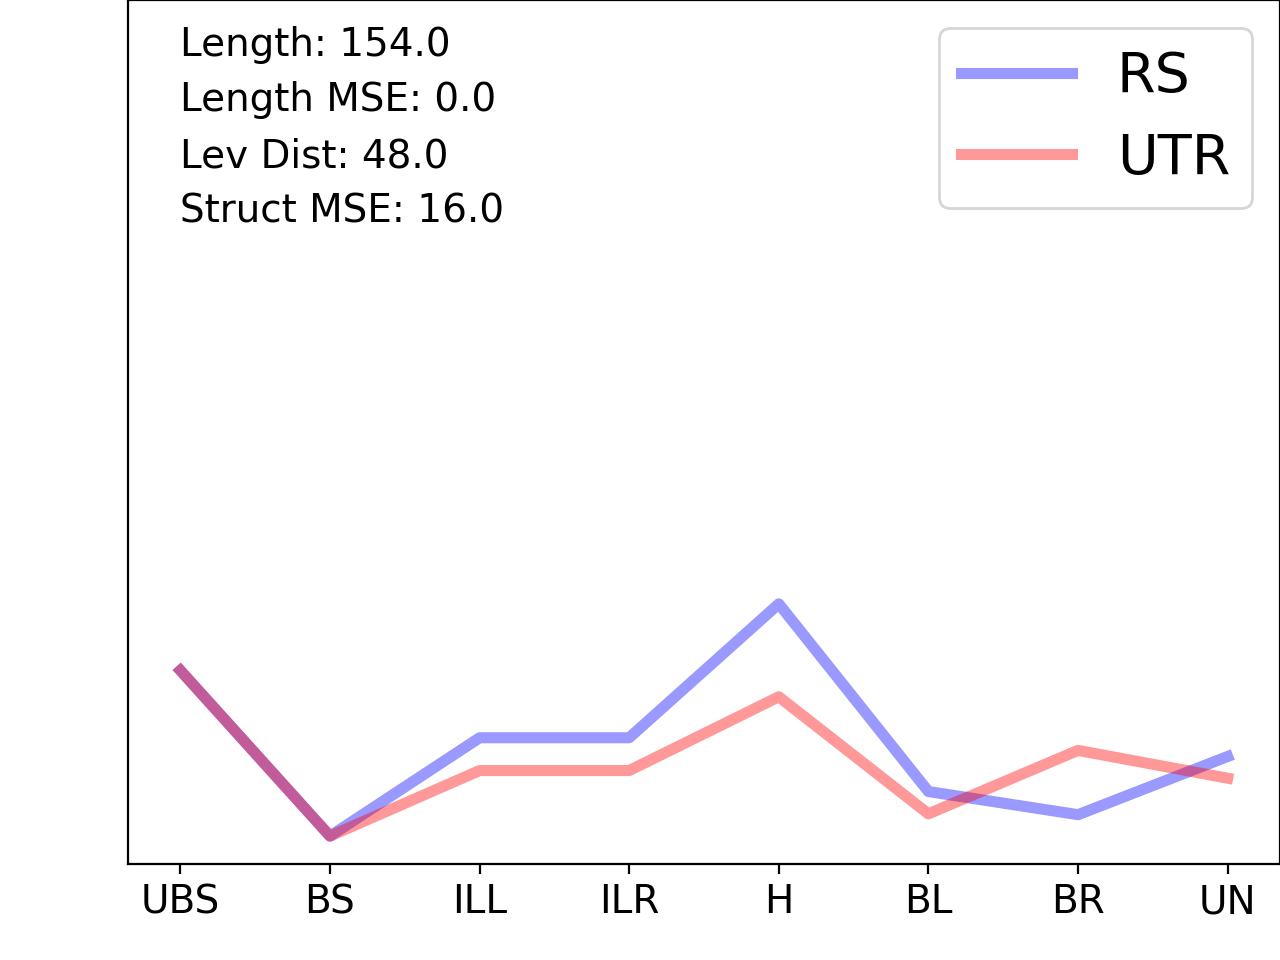 Length: 154.0
Length MSE: 0.0
Lev Dist: 48.0
Struct MSE: 16.0
RS
UTR
UBS BS ILL ILR H BL BR UN